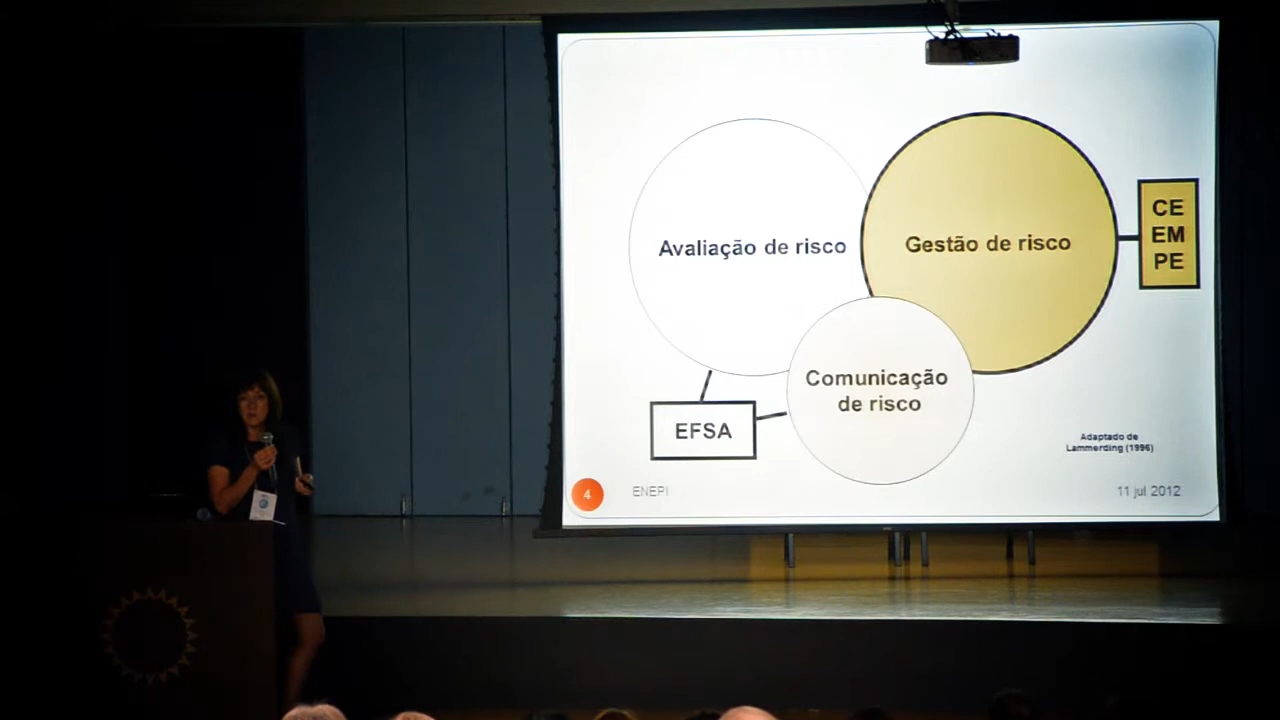 Avaliação de risco
Gestão de risco
CE
EM
PE
Comunicação
de risco
EFSA
Adaptado de
Lammerding (1996)
4
ENEPI
11 jul 2012